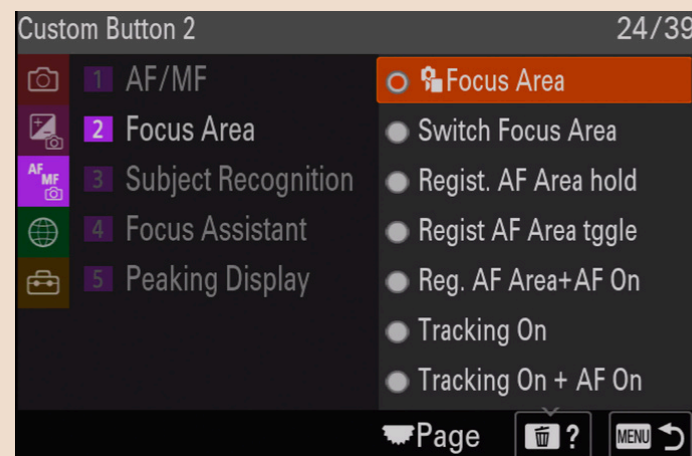 Custom Button 2 24/39
1 AF/MF
2 Focus Area
3 Subject Recognition
4 Focus Assistant
5 Peaking Display
AF MF
Focus Area
Switch Focus Area
Regist. AF Area hold
Regist AF Area tggle
Reg. AF Area+AF On
Tracking On
Tracking On + AF On
Page ? MENU